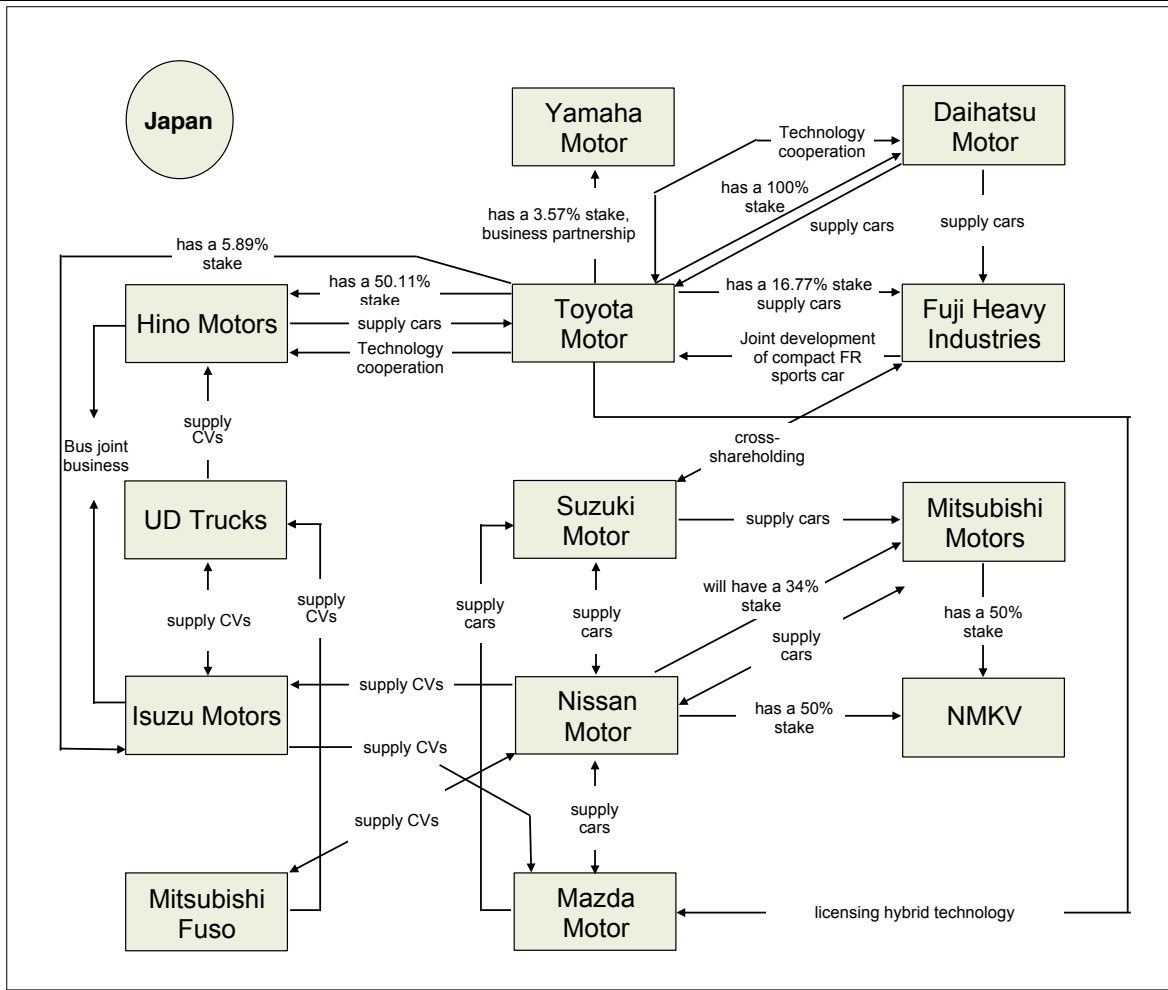 Japan
Yamaha
Motor
Daihatsu
Motor
Technology
cooperation
has a 100%
stake
has a 3.57% stake,
business partnership
supply cars
supply cars
has a 5.89%
stake
has a 50.11%
stake
has a 16.77% stake
supply cars
Hino Motors
supply cars
Toyota
Motor
Fuji Heavy
Industries
Technology
cooperation
Joint development
of compact FR
sports car
supply
CVs
Bus joint
business
cross-
shareholding
UD Trucks
Suzuki
Motor
supply cars
Mitsubishi
Motors
supply CVs
supply
CVs
supply
cars
supply
cars
will have a 34%
stake
supply
cars
has a 50%
stake
Isuzu Motors
supply CVs
Nissan
Motor
has a 50%
stake
NMKV
supply CVs
supply CVs
supply
cars
Mitsubishi
Fuso
Mazda
Motor
licensing hybrid technology